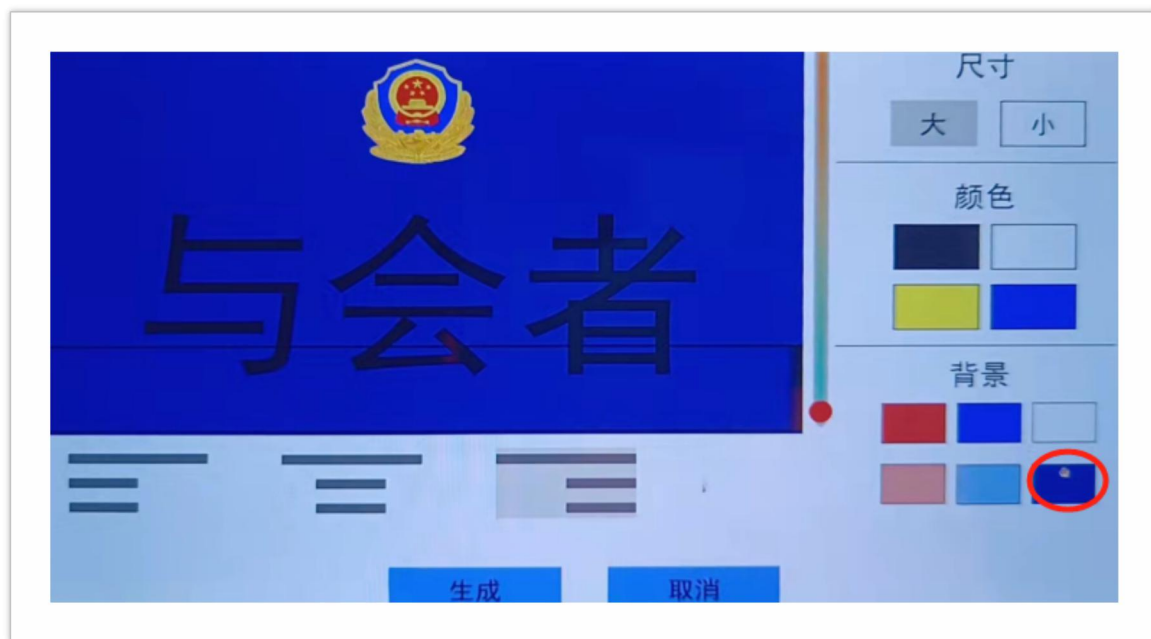 尺寸
大 小
颜色
与会者
背景
生成 取消